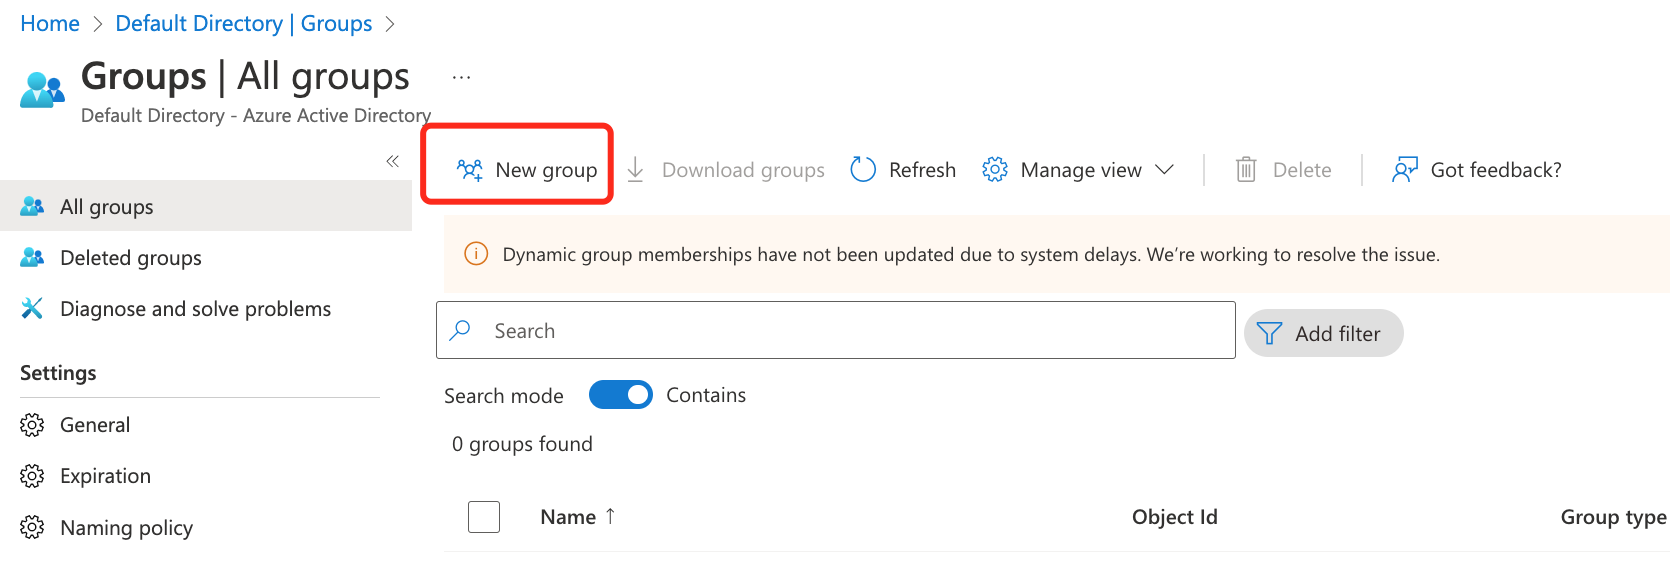 Home > Default Directory | Groups >
Groups | All groups ...
Default Directory - Azure Active Directory
«
New group Download groups Refresh Manage view Delete Got feedback?
All groups
Deleted groups
Diagnose and solve problems
Settings
General
Expiration
Naming policy
Dynamic group memberships have not been updated due to system delays. We’re working to resolve the issue.
Search Add filter
Search mode Contains
0 groups found
Name ↑ Object Id Group type